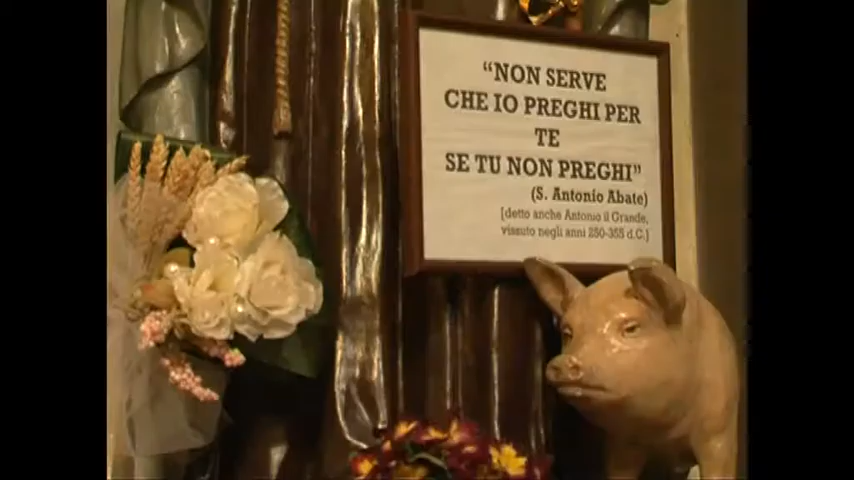 “NON SERVE
CHE IO PREGHI PER
TE
SE TU NON PREGHI”
(S. Antonio Abate)
[detto anche Antonio il Grande,
vissuto negli anni 250-355 d.C.]